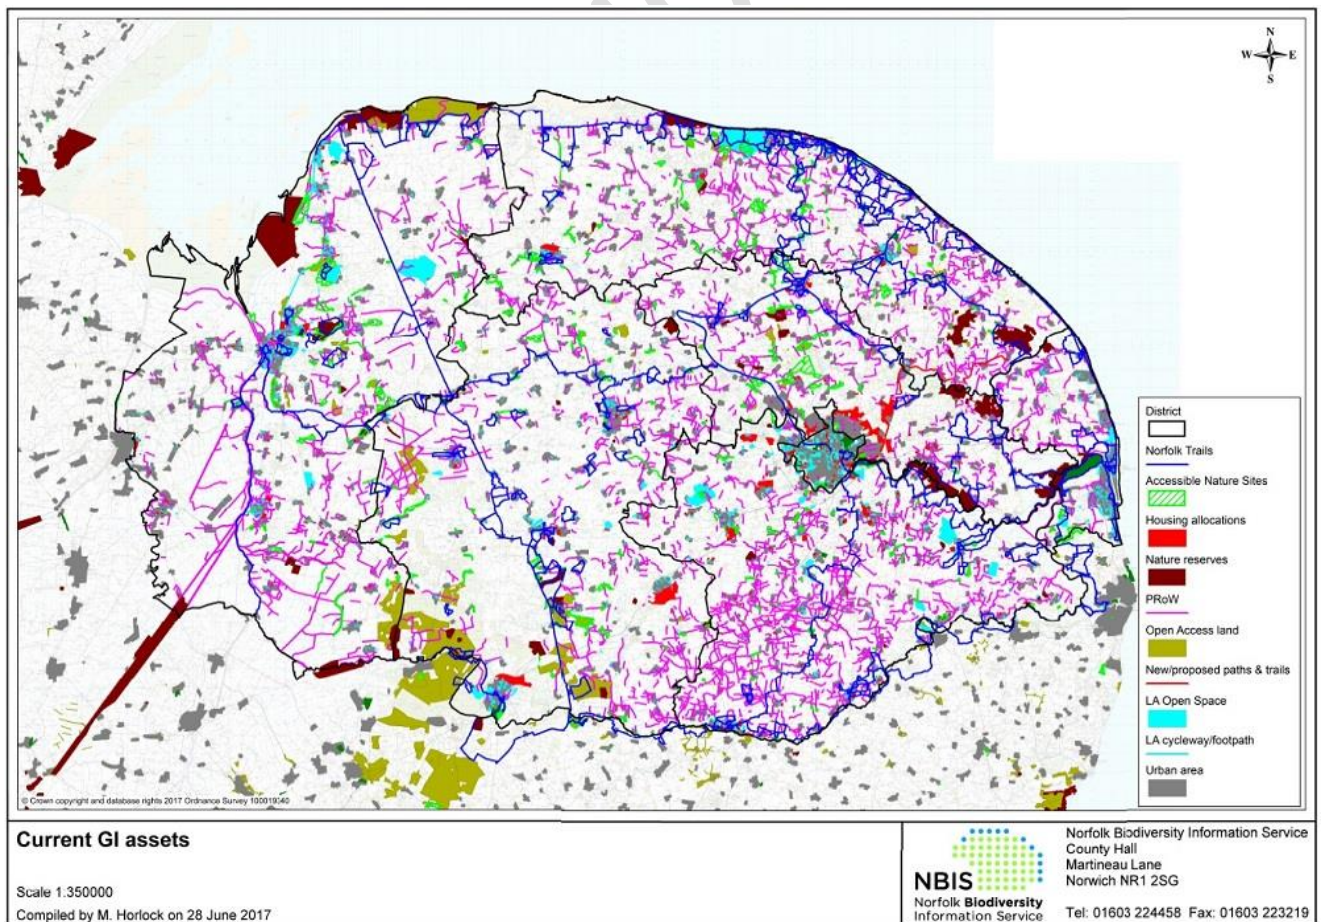 N
W E
S
District
Norfolk Trails
Accessible Nature Sites
Housing allocations
Nature reserves
PRoW
Open Access land
New/proposed paths & trails
LA Open Space
LA cycleway/footpath
Urban area
© Crown copyright and database rights 2017 Ordnance Survey 100019340
Current GI assets
Scale 1:350000
Compiled by M. Horlock on 28 June 2017
NBIS
Norfolk Biodiversity
Information Service
Norfolk Biodiversity Information Service
County Hall
Martineau Lane
Norwich NR1 2SG
Tel: 01603 224458 Fax: 01603 223219